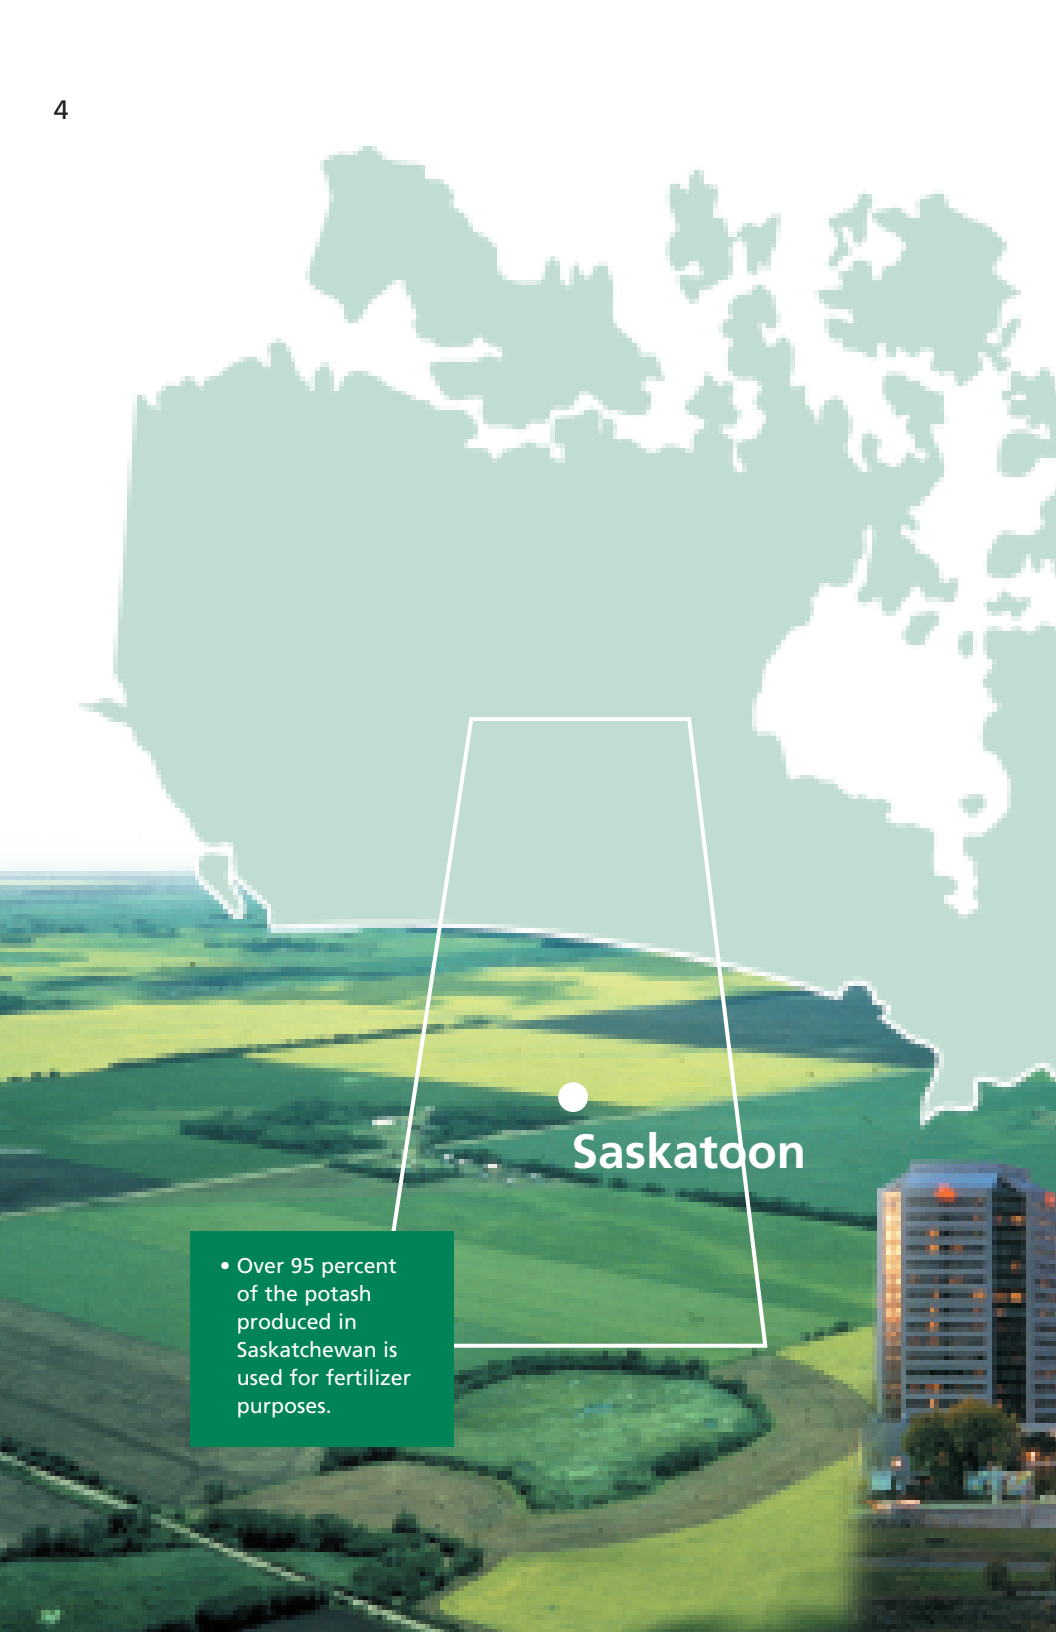 4
Saskatoon
• Over 95 percent
of the potash
produced in
Saskatchewan is
used for fertilizer
purposes.